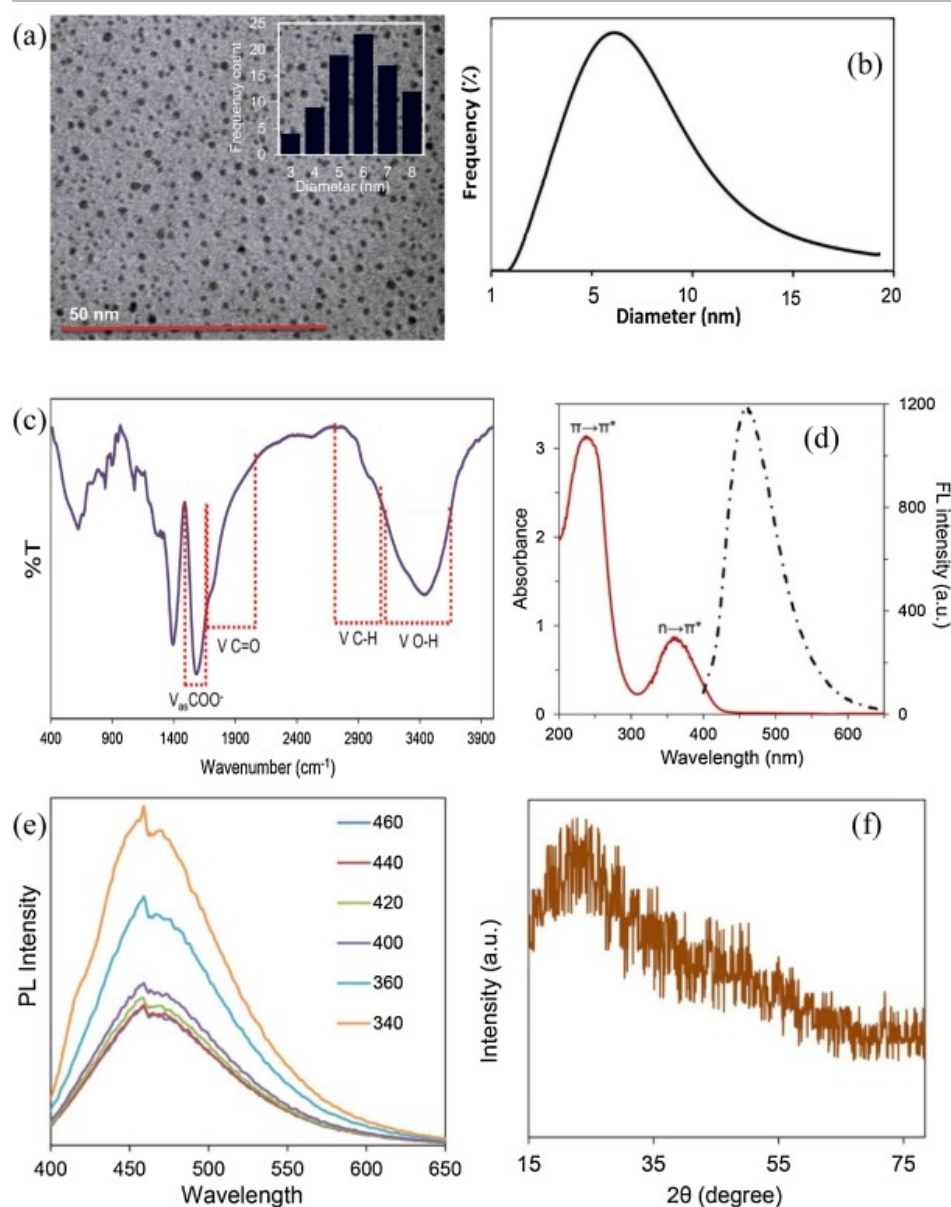 (a)
25
20
15
10
5
0
Frequency count
3 4 5 6 7 8
Diameter (nm)
50 nm
(b)
Frequency (%)
1 5 10 15 20
Diameter (nm)
(c)
%T
V C=O
V C-H
V O-H
VasCOO-
400 900 1400 1900 2400 2900 3400 3900
Wavenumber (cm-1)
(d)
π→π*
n→π*
3
2
1
0
Absorbance
1200
800
400
0
FL intensity (a.u.)
200 300 400 500 600
Wavelength (nm)
(e)
PL Intensity
460
440
420
400
360
340
400 450 500 550 600 650
Wavelength
(f)
Intensity (a.u.)
15 35 55 75
2θ (degree)